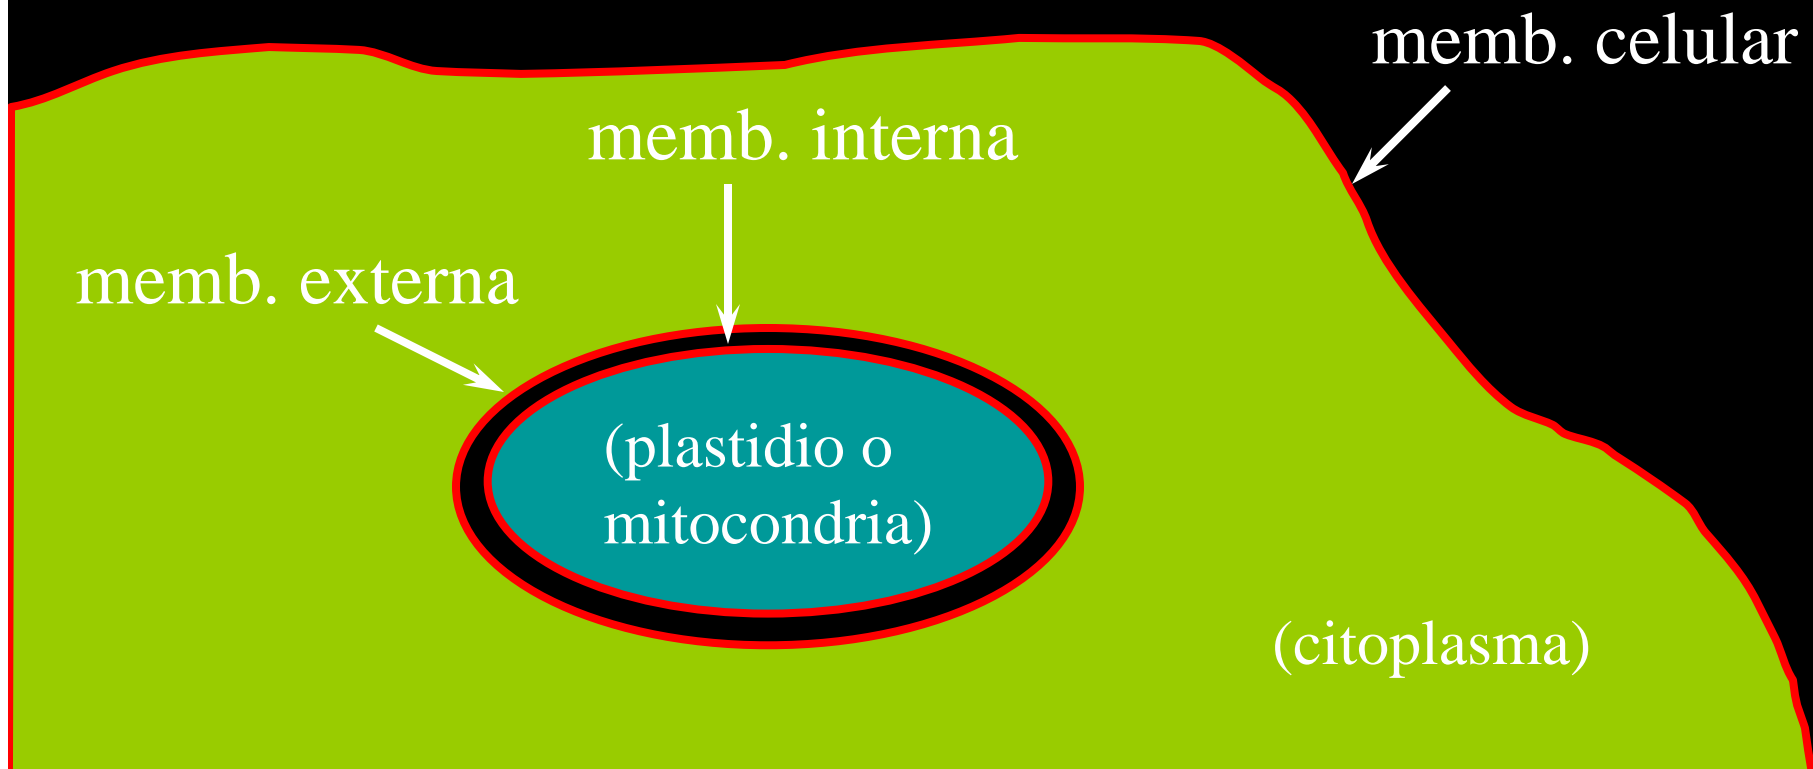 memb. celular
memb. interna
memb. externa
(plastidio o
mitocondria)
(citoplasma)